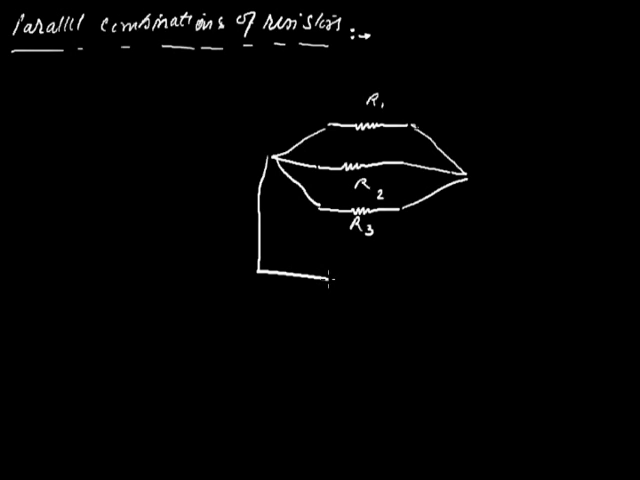 Parallel combinations of resistors :→
R1
R2
R3